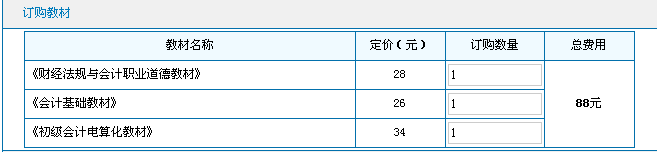 订购教材
教材名称 定价（元） 订购数量 总费用
《财经法规与会计职业道德教材》 28 1
《会计基础教材》 26 1 88元
《初级会计电算化教材》 34 1